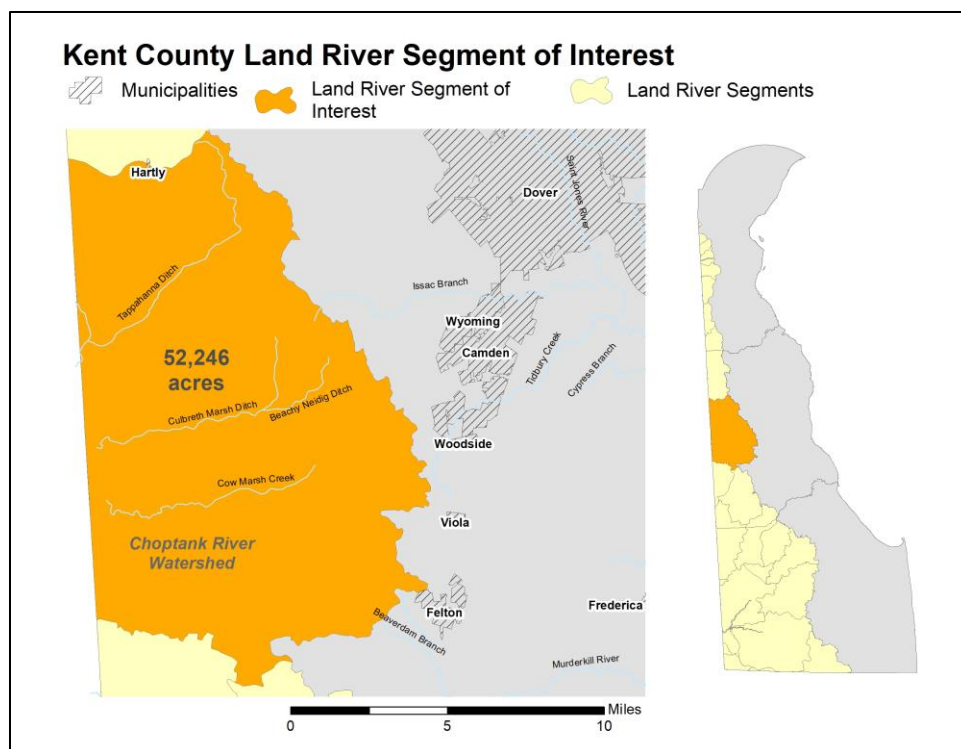 Kent County Land River Segment of Interest
Municipalities
Land River Segment of
Interest
Land River Segments
Hartly
Dover
Saint Jones River
Tappahanna Ditch
Issac Branch
Wyoming
Camden
Tidbury Creek
Cypress Branch
52,246
acres
Culbreth Marsh Ditch
Beachy Neidig Ditch
Woodside
Cow Marsh Creek
Viola
Choptank River
Watershed
Felton
Frederica
Beaverdam Branch
Murderkill River
Miles
0 5 10